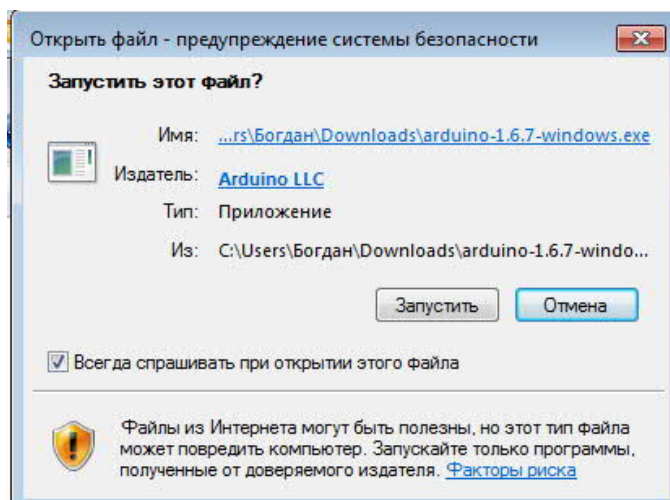 Открыть файл - предупреждение системы безопасности
Запустить этот файл?
Имя: ...rs\Богдан\Downloads\arduino-1.6.7-windows.exe
Издатель: Arduino LLC
Тип: Приложение
Из: C:\Users\Богдан\Downloads\arduino-1.6.7-windo...
Запустить Отмена
Всегда спрашивать при открытии этого файла
Файлы из Интернета могут быть полезны, но этот тип файла
может повредить компьютер. Запускайте только программы,
полученные от доверяемого издателя. Факторы риска